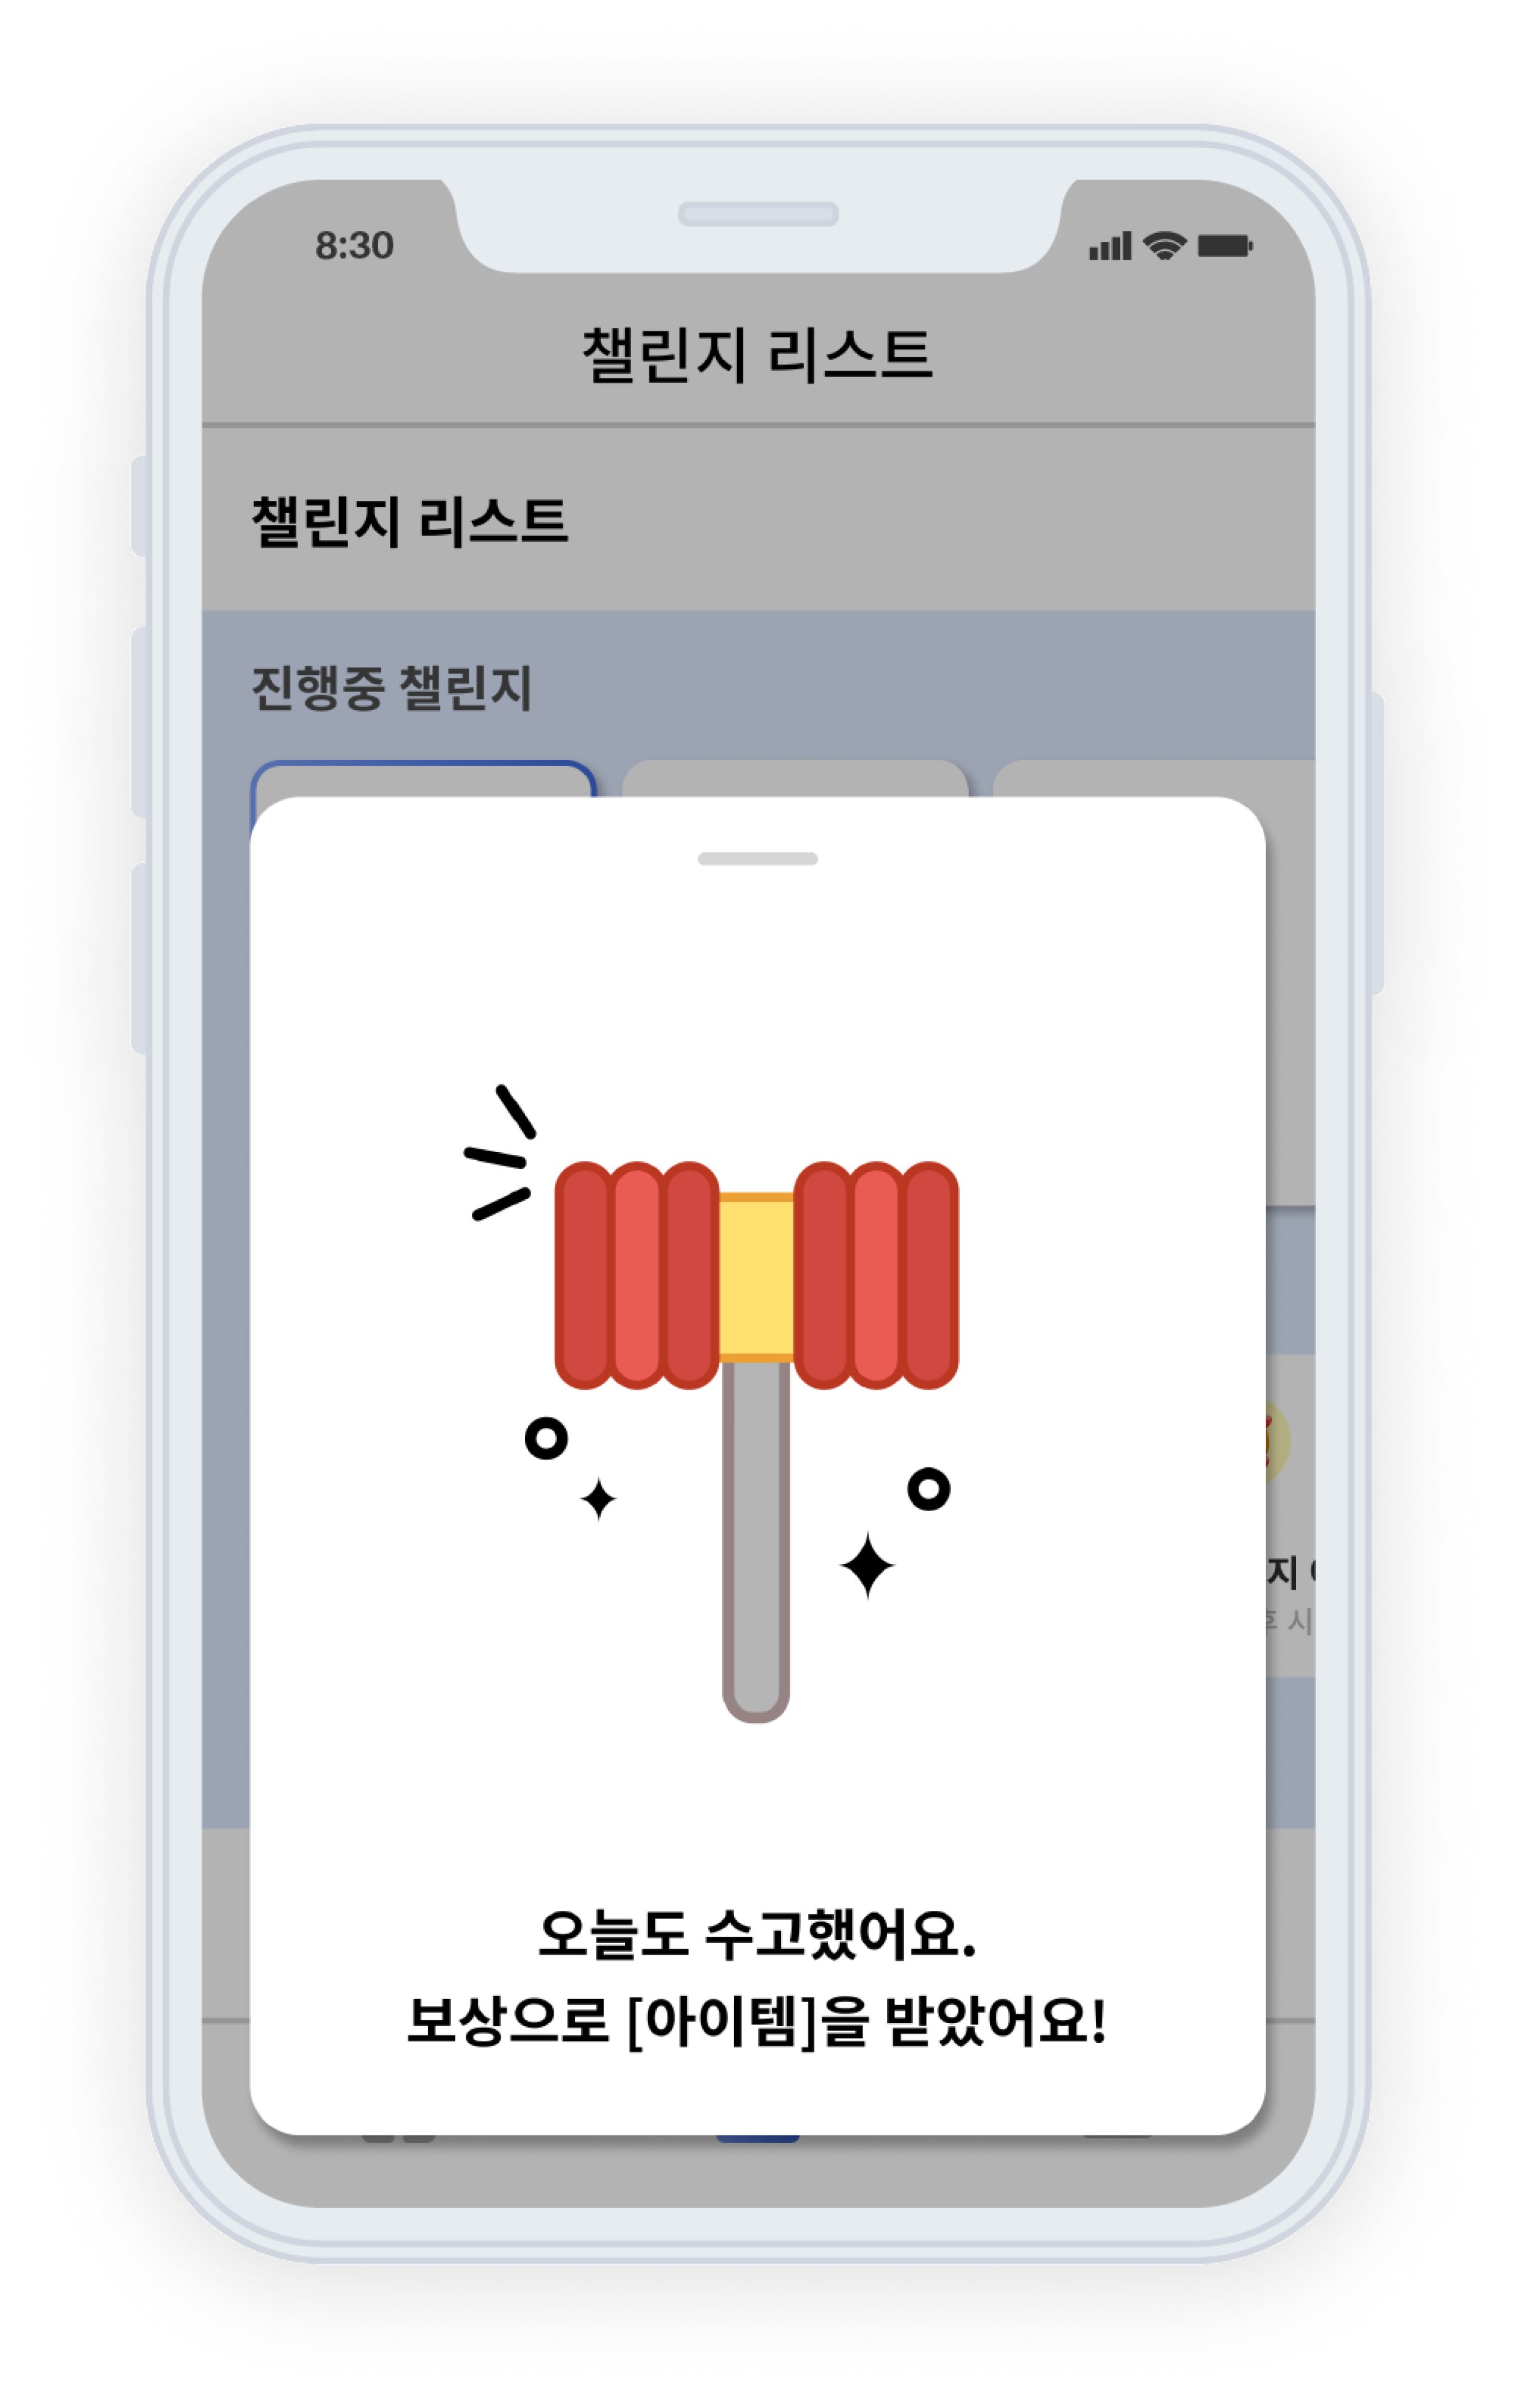 8:30
챌린지 리스트
챌린지 리스트
진행중 챌린지
지
시
오늘도 수고했어요.
보상으로 [아이템]을 받았어요!